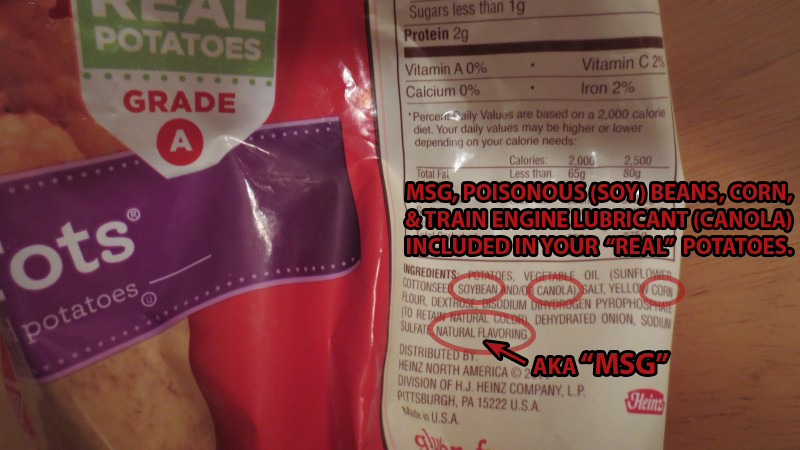 REAL
POTATOES
GRADE
A
ots®
potatoes
Sugars less than 1g
Protein 2g
Vitamin A 0% • Vitamin C 2%
Calcium 0% • Iron 2%
*Percent Daily Values are based on a 2,000 calorie
diet. Your daily values may be higher or lower
depending on your calorie needs:
Calories: 2,000 2,500
Total Fat Less than 65g 80g
MSG, POISONOUS (SOY) BEANS, CORN,
& TRAIN ENGINE LUBRICANT (CANOLA)
INCLUDED IN YOUR "REAL" POTATOES.
INGREDIENTS: POTATOES, VEGETABLE OIL (SUNFLOWER,
COTTONSEED, SOYBEAN AND/OR CANOLA), SALT, YELLOW CORN
FLOUR, DEXTROSE, DISODIUM DIHYDROGEN PYROPHOSPHATE
(TO RETAIN NATURAL COLOR), DEHYDRATED ONION, SODIUM
SULFATE, NATURAL FLAVORING
AKA "MSG"
DISTRIBUTED BY:
HEINZ NORTH AMERICA ©
DIVISION OF H.J. HEINZ COMPANY, L.P.
PITTSBURGH, PA 15222 U.S.A.
Made in U.S.A.
Heinz